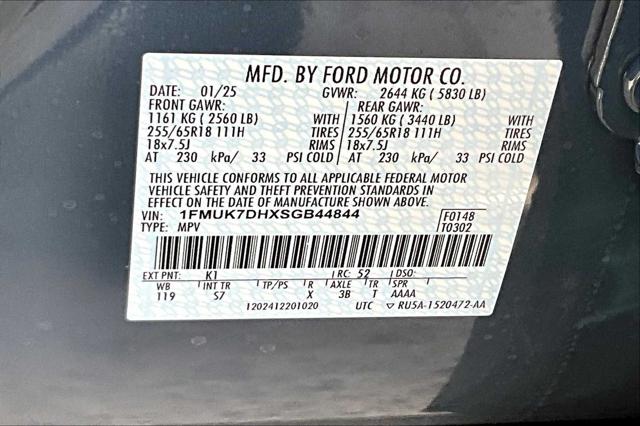 MFD. BY FORD MOTOR CO.
DATE: 01/25 GVWR: 2644 KG ( 5830 LB)
FRONT GAWR: REAR GAWR:
1161 KG ( 2560 LB) WITH 1560 KG ( 3440 LB) WITH
255/65R18 111H TIRES 255/65R18 111H TIRES
18x7.5J RIMS 18x7.5J RIMS
AT 230 kPa/ 33 PSI COLD AT 230 kPa/ 33 PSI COLD
THIS VEHICLE CONFORMS TO ALL APPLICABLE FEDERAL MOTOR
VEHICLE SAFETY AND THEFT PREVENTION STANDARDS IN
EFFECT ON THE DATE OF MANUFACTURE SHOWN ABOVE.
VIN: 1FMUK7DHXSGB44844 F0148
TYPE: MPV T0302
EXT PNT: K1 RC: 52 DSO:
WB INT TR TP/PS R AXLE TR SPR
119 S7 X 3B T AAAA
1202412201020 UTC ▽ RU5A-1520472-AA